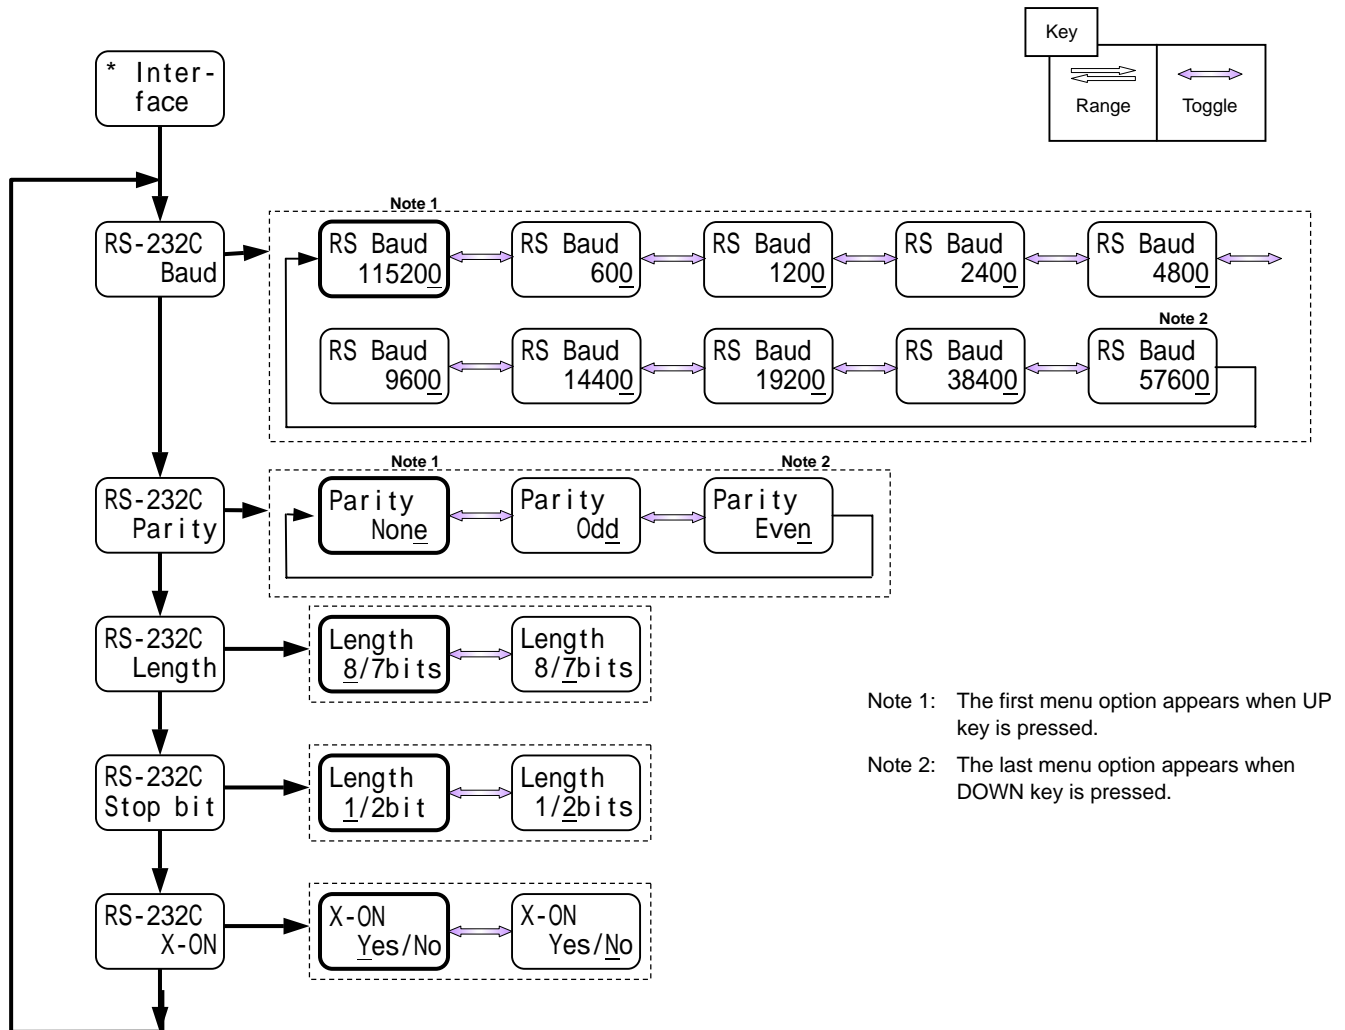 Key
Range
Toggle
* Inter-
face
RS-232C
Baud
Note 1
RS Baud
115200
RS Baud
600
RS Baud
1200
RS Baud
2400
RS Baud
4800
Note 2
RS Baud
9600
RS Baud
14400
RS Baud
19200
RS Baud
38400
RS Baud
57600
RS-232C
Parity
Note 1
Note 2
Parity
None
Parity
Odd
Parity
Even
RS-232C
Length
Length
8/7bits
Length
8/7bits
RS-232C
Stop bit
Length
1/2bit
Length
1/2bits
RS-232C
X-ON
X-ON
Yes/No
X-ON
Yes/No
Note 1: The first menu option appears when UP
key is pressed.
Note 2: The last menu option appears when
DOWN key is pressed.